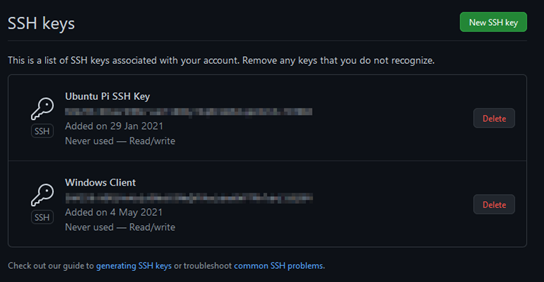 SSH keys
New SSH key
This is a list of SSH keys associated with your account. Remove any keys that you do not recognize.
Ubuntu Pi SSH Key
SSH
Added on 29 Jan 2021
Never used — Read/write
Delete
Windows Client
SSH
Added on 4 May 2021
Never used — Read/write
Delete
Check out our guide to generating SSH keys or troubleshoot common SSH problems.